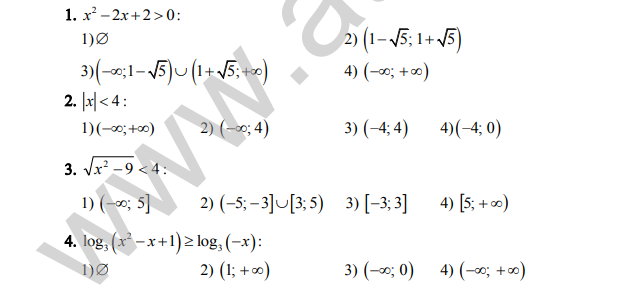 1. x² – 2x + 2 > 0:
1) ∅ 2) (1 – √5; 1 + √5)
3) (–∞; 1 – √5) ∪ (1 + √5; +∞) 4) (–∞; +∞)
2. |x| < 4:
1) (–∞; +∞) 2) (–∞; 4) 3) (–4; 4) 4) (–4; 0)
3. √(x² – 9) < 4:
1) (–∞; 5] 2) (–5; –3] ∪ [3; 5) 3) [–3; 3] 4) [5; +∞)
4. log₃(x² – x + 1) ≥ log₃(–x):
1) ∅ 2) (1; +∞) 3) (–∞; 0) 4) (–∞; +∞)
www.a